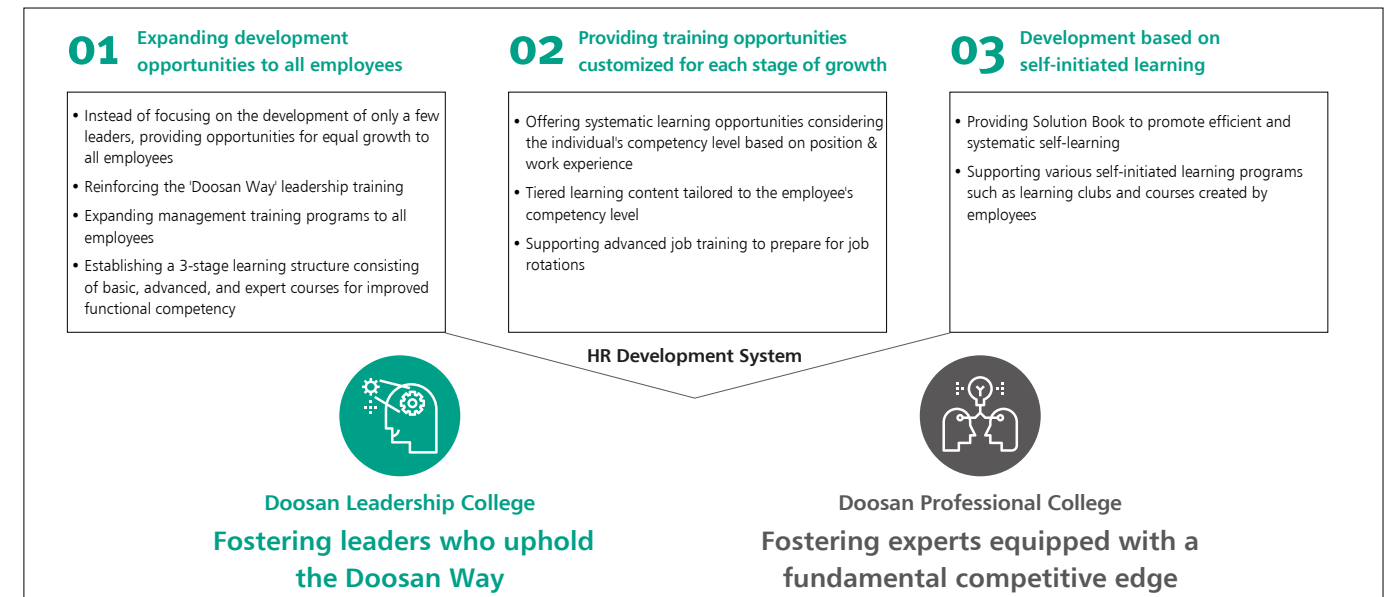 01
Expanding development
opportunities to all employees
• Instead of focusing on the development of only a few
leaders, providing opportunities for equal growth to
all employees
• Reinforcing the 'Doosan Way' leadership training
• Expanding management training programs to all
employees
• Establishing a 3-stage learning structure consisting
of basic, advanced, and expert courses for improved
functional competency
02
Providing training opportunities
customized for each stage of growth
• Offering systematic learning opportunities considering
the individual's competency level based on position &
work experience
• Tiered learning content tailored to the employee's
competency level
• Supporting advanced job training to prepare for job
rotations
03
Development based on
self-initiated learning
• Providing Solution Book to promote efficient and
systematic self-learning
• Supporting various self-initiated learning programs
such as learning clubs and courses created by
employees
HR Development System
Doosan Leadership College
Fostering leaders who uphold
the Doosan Way
Doosan Professional College
Fostering experts equipped with a
fundamental competitive edge